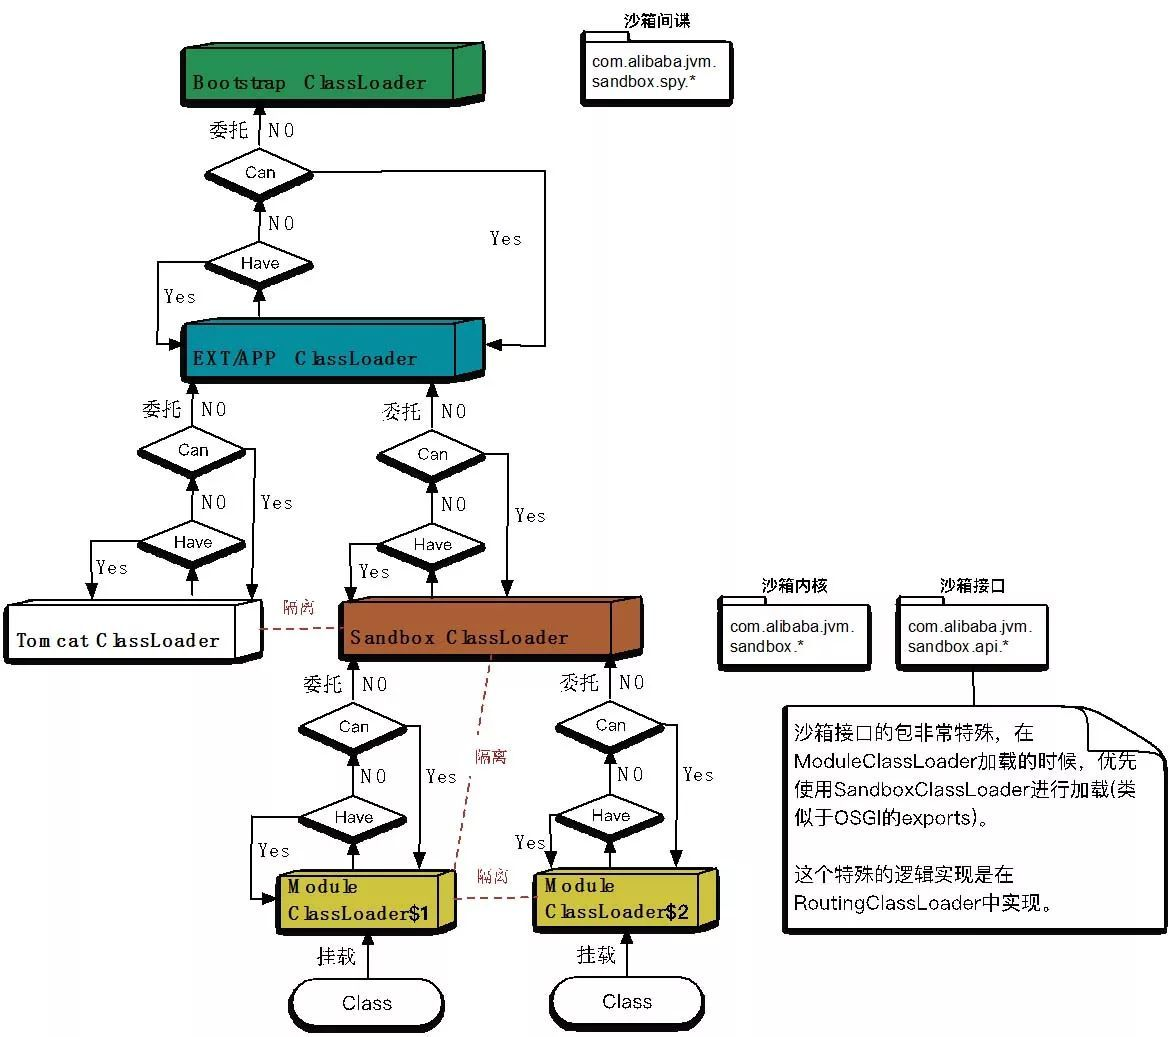 沙箱间谍
com.alibaba.jvm.
sandbox.spy.*
Bootstrap ClassLoader
委托 NO
Can
NO
Yes
Have
Yes
EXT/APP ClassLoader
委托 NO
委托 NO
Can
Can
NO
Yes
NO
Yes
Have
Have
Yes
Yes
沙箱内核
沙箱接口
隔离
com.alibaba.jvm.
sandbox.*
com.alibaba.jvm.
sandbox.api.*
Tomcat ClassLoader
Sandbox ClassLoader
委托 NO
委托 NO
Can
Can
沙箱接口的包非常特殊，在
ModuleClassLoader加载的时候，优先
使用SandboxClassLoader进行加载(类
似于OSGI的exports)。
这个特殊的逻辑实现是在
RoutingClassLoader中实现。
隔离
NO
Yes
NO
Yes
Have
Have
Yes
Yes
隔离
Module
ClassLoader$1
Module
ClassLoader$2
挂载
挂载
Class
Class